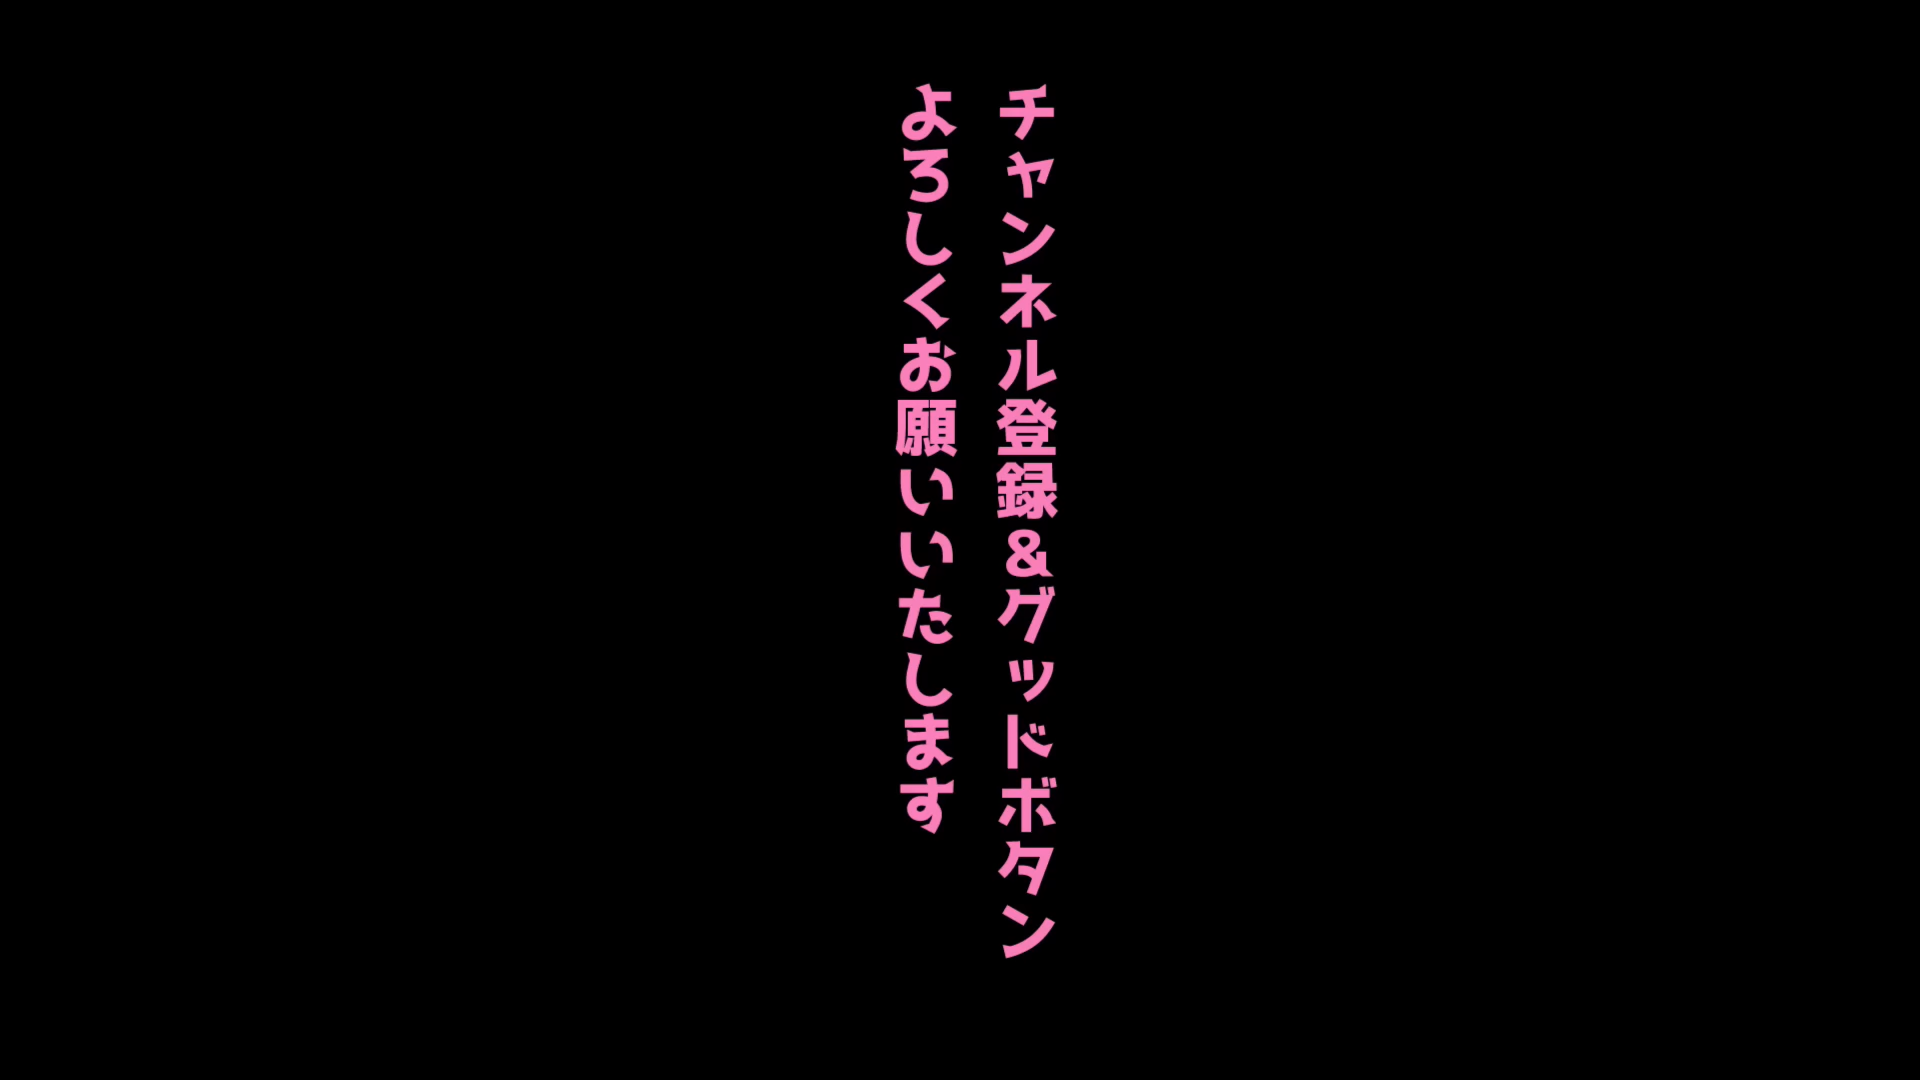 チャンネル登録&グッドボタン
よろしくお願いいたします